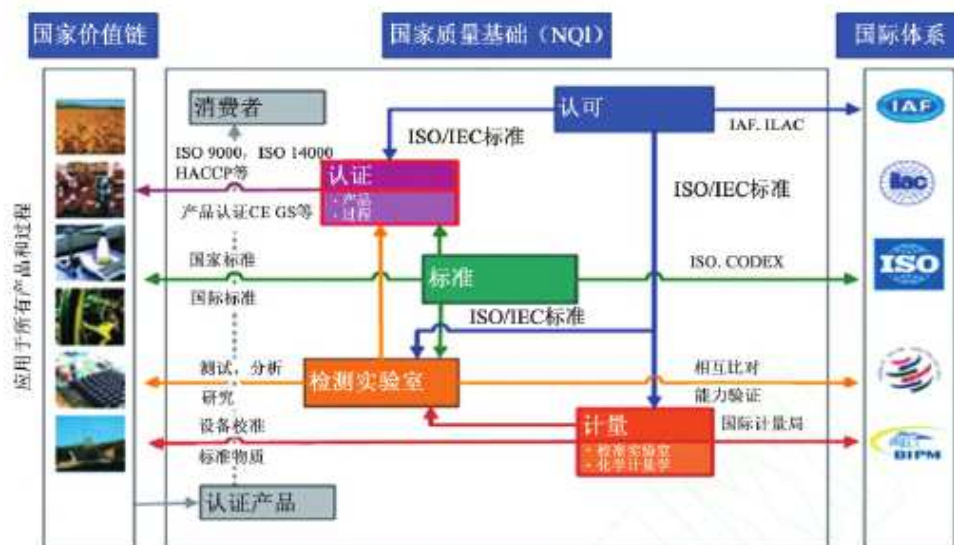 国家价值链
国家质量基础（NQI）
国际体系
消费者
认可
IAF
IAF. ILAC
ISO/IEC标准
ISO 9000，ISO 14000
HACCP等
认证
·产品
·过程
ISO/IEC标准
ilac
产品认证CE GS等
国家标准
标准
ISO. CODEX
ISO
国际标准
ISO/IEC标准
应用于所有产品和过程
测试，分析
检测实验室
相互比对
研究
能力验证
设备校准
计量
国际计量局
标准物质
·检测实验室
·化学计量学
BIPM
认证产品